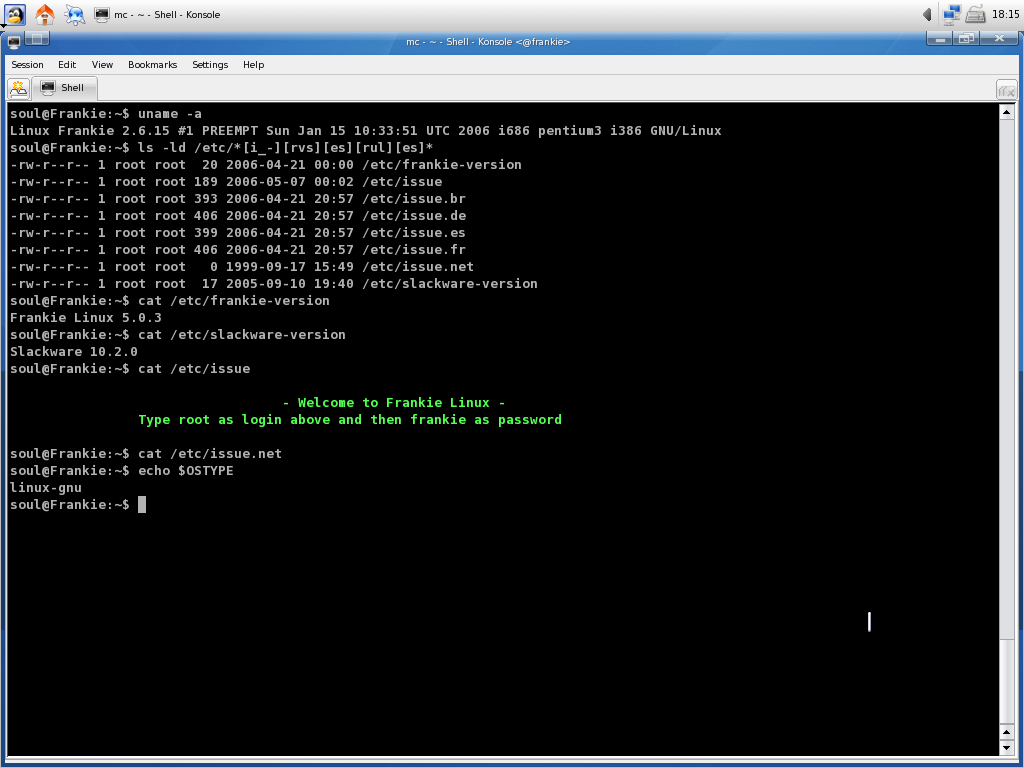 mc - ~ - Shell - Konsole 18:15
mc - ~ - Shell - Konsole <@frankie>
Session Edit View Bookmarks Settings Help
Shell
soul@Frankie:~$ uname -a
Linux Frankie 2.6.15 #1 PREEMPT Sun Jan 15 10:33:51 UTC 2006 i686 pentium3 i386 GNU/Linux
soul@Frankie:~$ ls -ld /etc/*[i_-][rvs][es][rul][es]*
-rw-r--r-- 1 root root  20 2006-04-21 00:00 /etc/frankie-version
-rw-r--r-- 1 root root 189 2006-05-07 00:02 /etc/issue
-rw-r--r-- 1 root root 393 2006-04-21 20:57 /etc/issue.br
-rw-r--r-- 1 root root 406 2006-04-21 20:57 /etc/issue.de
-rw-r--r-- 1 root root 399 2006-04-21 20:57 /etc/issue.es
-rw-r--r-- 1 root root 406 2006-04-21 20:57 /etc/issue.fr
-rw-r--r-- 1 root root   0 1999-09-17 15:49 /etc/issue.net
-rw-r--r-- 1 root root  17 2005-09-10 19:40 /etc/slackware-version
soul@Frankie:~$ cat /etc/frankie-version
Frankie Linux 5.0.3
soul@Frankie:~$ cat /etc/slackware-version
Slackware 10.2.0
soul@Frankie:~$ cat /etc/issue
- Welcome to Frankie Linux -
Type root as login above and then frankie as password
soul@Frankie:~$ cat /etc/issue.net
soul@Frankie:~$ echo $OSTYPE
linux-gnu
soul@Frankie:~$